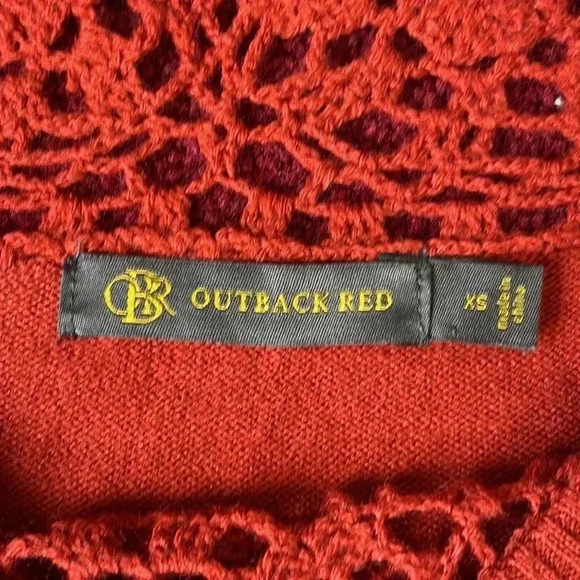 OBR
OUTBACK RED
XS
made in
china